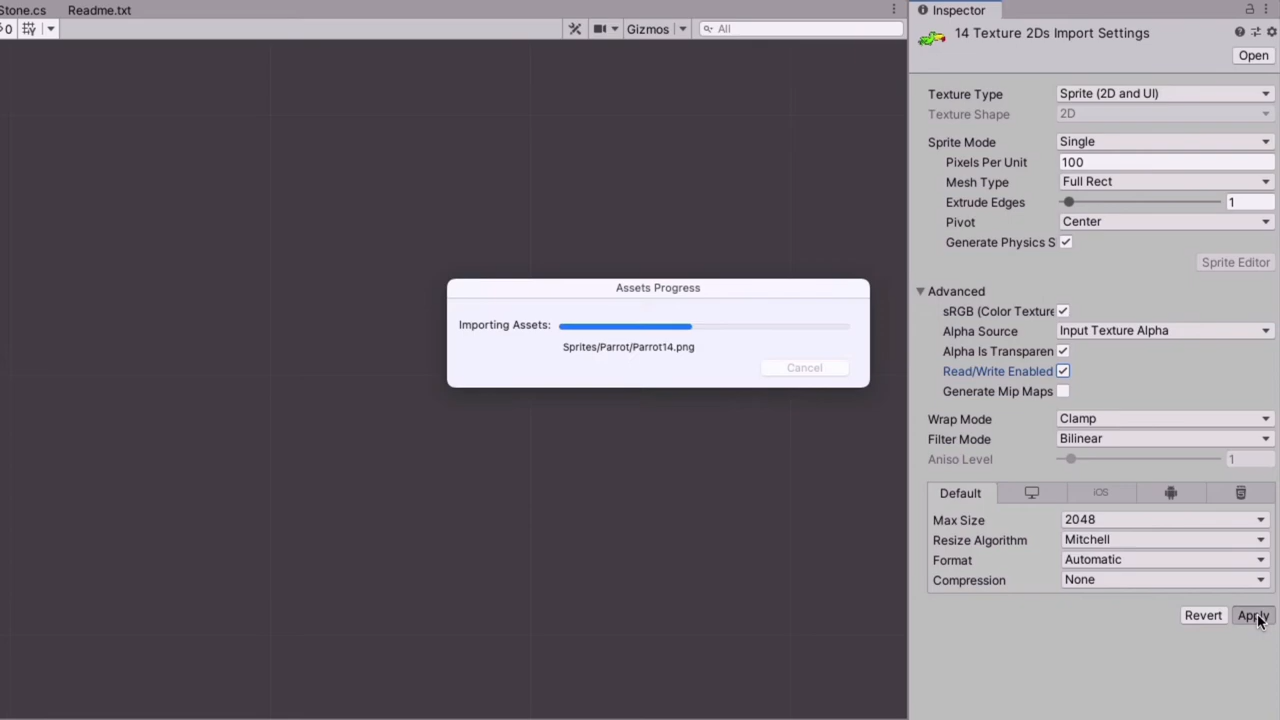 Stone.cs Readme.txt
0 Gizmos All
Inspector
14 Texture 2Ds Import Settings
Open
Texture Type Sprite (2D and UI)
Texture Shape 2D
Sprite Mode Single
Pixels Per Unit 100
Mesh Type Full Rect
Extrude Edges 1
Pivot Center
Generate Physics S
Sprite Editor
Advanced
sRGB (Color Texture
Alpha Source Input Texture Alpha
Alpha Is Transparen
Read/Write Enabled
Generate Mip Maps
Wrap Mode Clamp
Filter Mode Bilinear
Aniso Level 1
Default iOS
Max Size 2048
Resize Algorithm Mitchell
Format Automatic
Compression None
Revert Apply
Assets Progress
Importing Assets:
Sprites/Parrot/Parrot14.png
Cancel